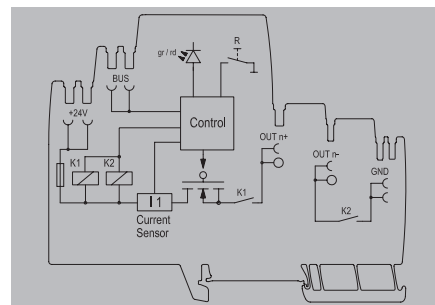 gr / rd
R
BUS
+24V
Control
OUT n+
OUT n-
K1
K2
GND
K1
K2
I 1
Current
Sensor